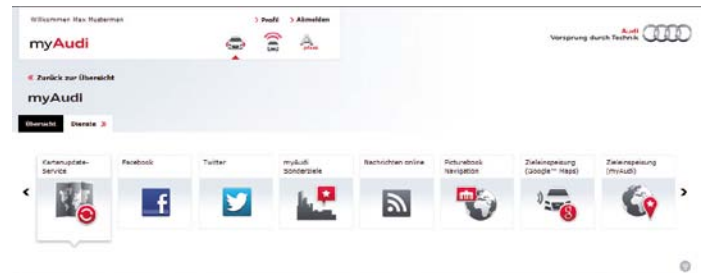 Willkommen Max Mustermann
Profil
Abmelden
myAudi
Audi
Vorsprung durch Technik
« Zurück zur Übersicht
myAudi
Übersicht
Dienste »
Kartenupdate-
Service
Facebook
Twitter
myAudi
Sonderziele
Nachrichten online
Picturebook
Navigation
Zieleinspeisung
(Google™ Maps)
Zieleinspeisung
(myAudi)